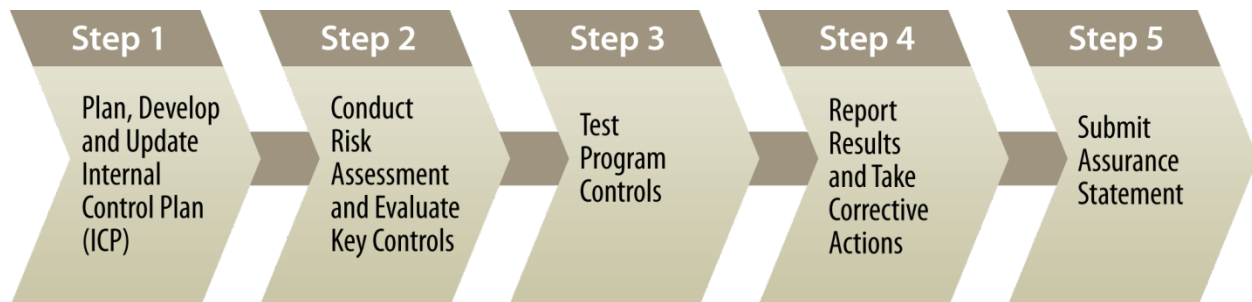 Step 1
Plan, Develop
and Update
Internal
Control Plan
(ICP)
Step 2
Conduct
Risk
Assessment
and Evaluate
Key Controls
Step 3
Test
Program
Controls
Step 4
Report
Results
and Take
Corrective
Actions
Step 5
Submit
Assurance
Statement